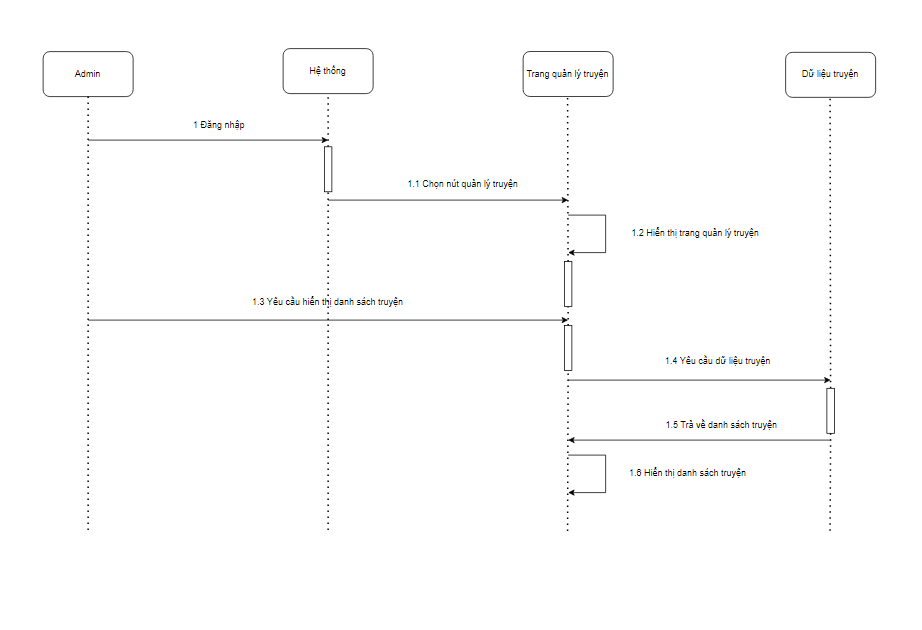 Admin
Hệ thống
Trang quản lý truyện
Dữ liệu truyện
1 Đăng nhập
1.1 Chọn nút quản lý truyện
1.2 Hiển thị trang quản lý truyện
1.3 Yêu cầu hiển thị danh sách truyện
1.4 Yêu cầu dữ liệu truyện
1.5 Trả về danh sách truyện
1.6 Hiển thị danh sách truyện